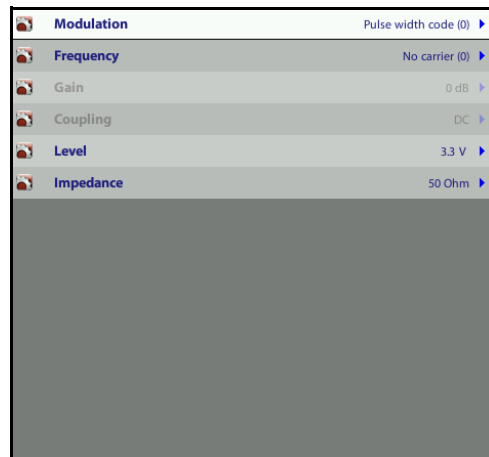 Modulation Pulse width code (0)
Frequency No carrier (0)
Gain 0 dB
Coupling DC
Level 3.3 V
Impedance 50 Ohm